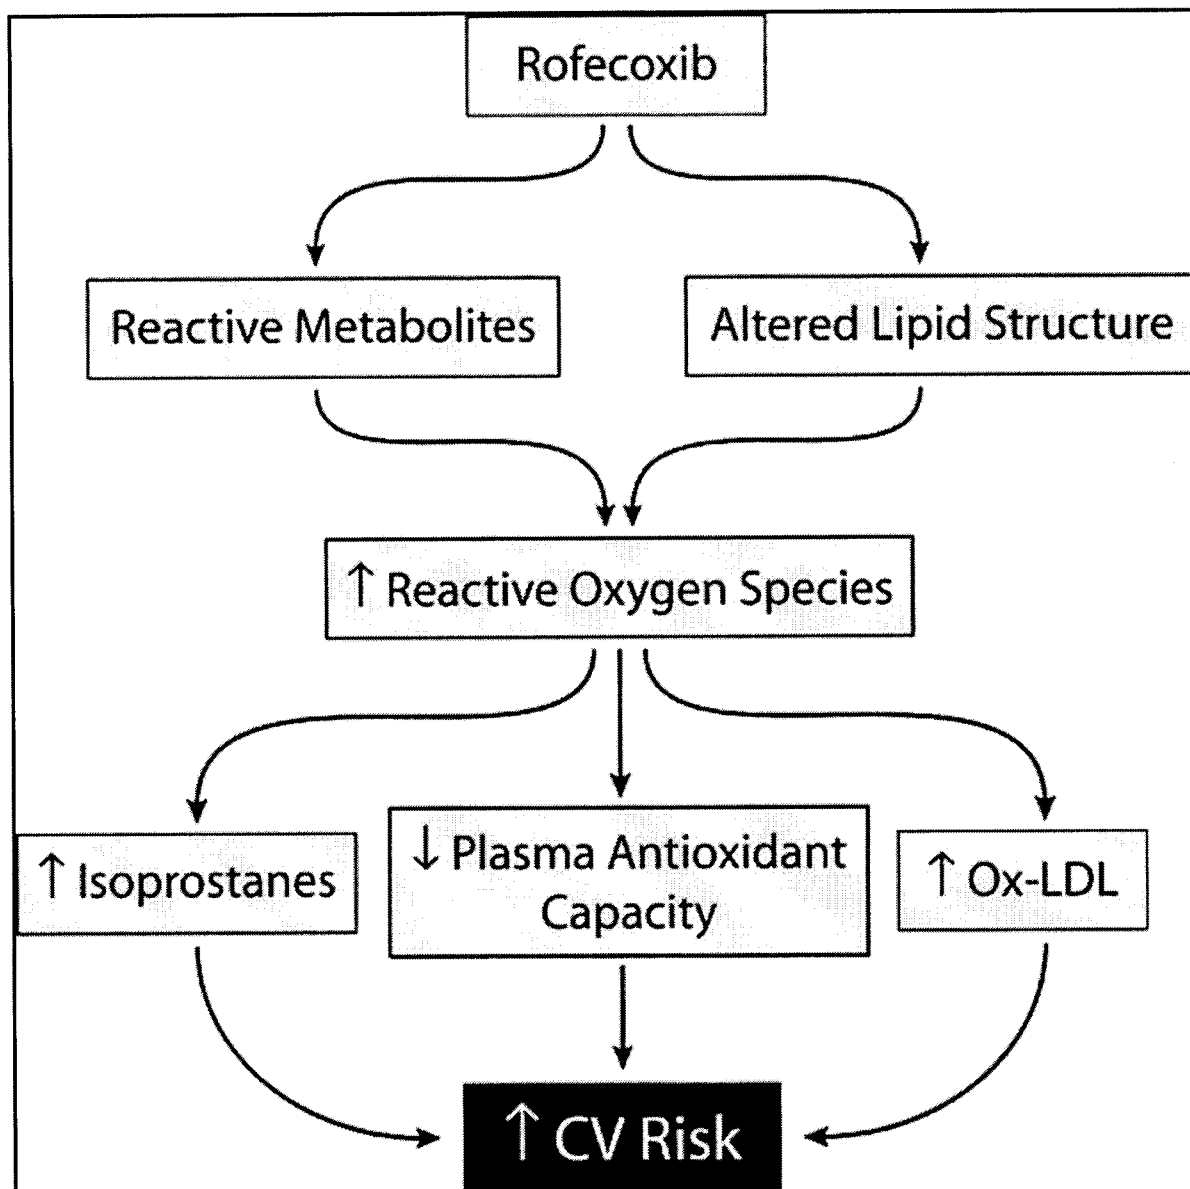 Rofecoxib
Reactive Metabolites
Altered Lipid Structure
↑ Reactive Oxygen Species
↑ Isoprostanes
↓ Plasma Antioxidant
Capacity
↑ Ox-LDL
↑ CV Risk